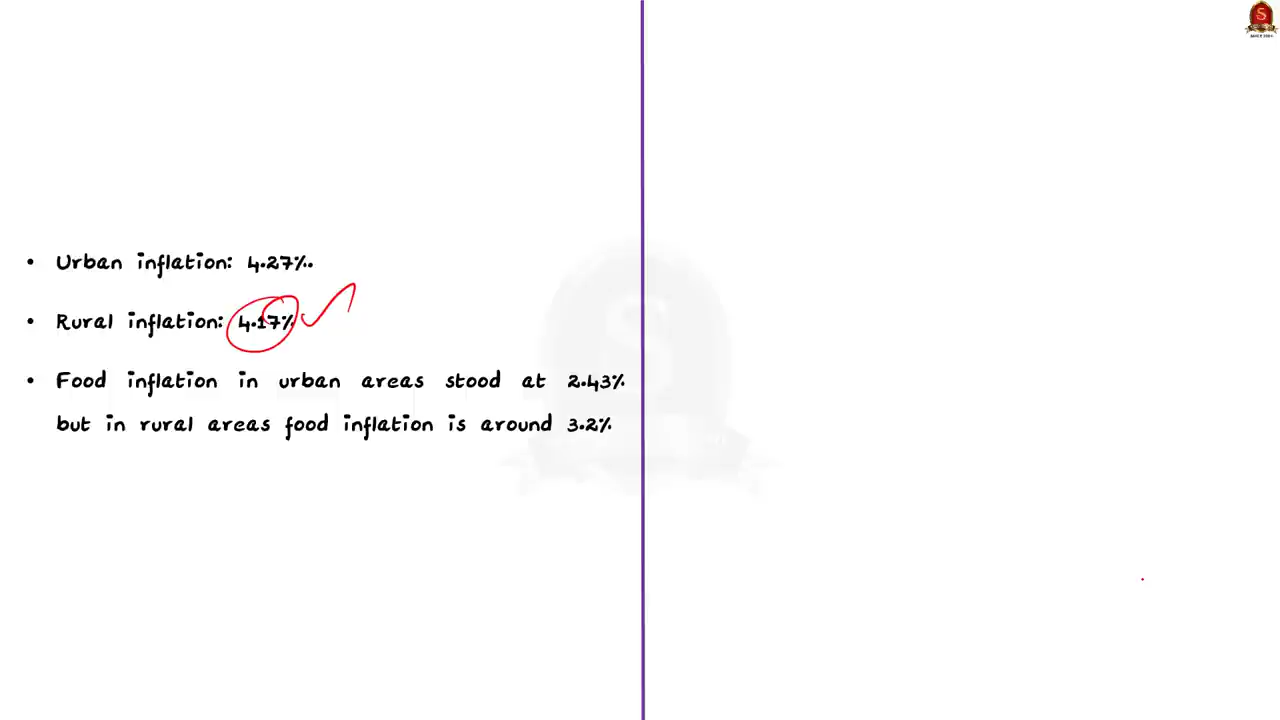 • Urban inflation: 4.27%.
• Rural inflation: 4.17%
• Food inflation in urban areas stood at 2.43%
but in rural areas food inflation is around 3.2%
S